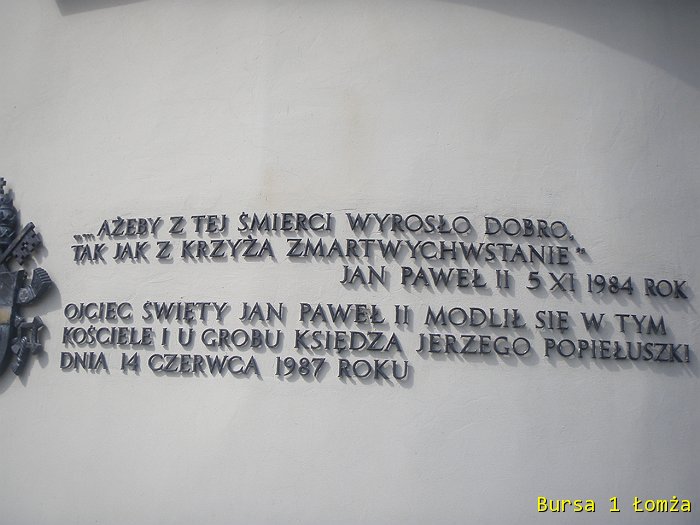 „...AŻEBY Z TEJ ŚMIERCI WYROSŁO DOBRO,
TAK JAK Z KRZYŻA ZMARTWYCHWSTANIE"
JAN PAWEŁ II 5 XI 1984 ROK
OJCIEC ŚWIĘTY JAN PAWEŁ II MODLIŁ SIĘ W TYM
KOŚCIELE I U GROBU KSIĘDZA JERZEGO POPIEŁUSZKI
DNIA 14 CZERWCA 1987 ROKU
Bursa 1 Łomża